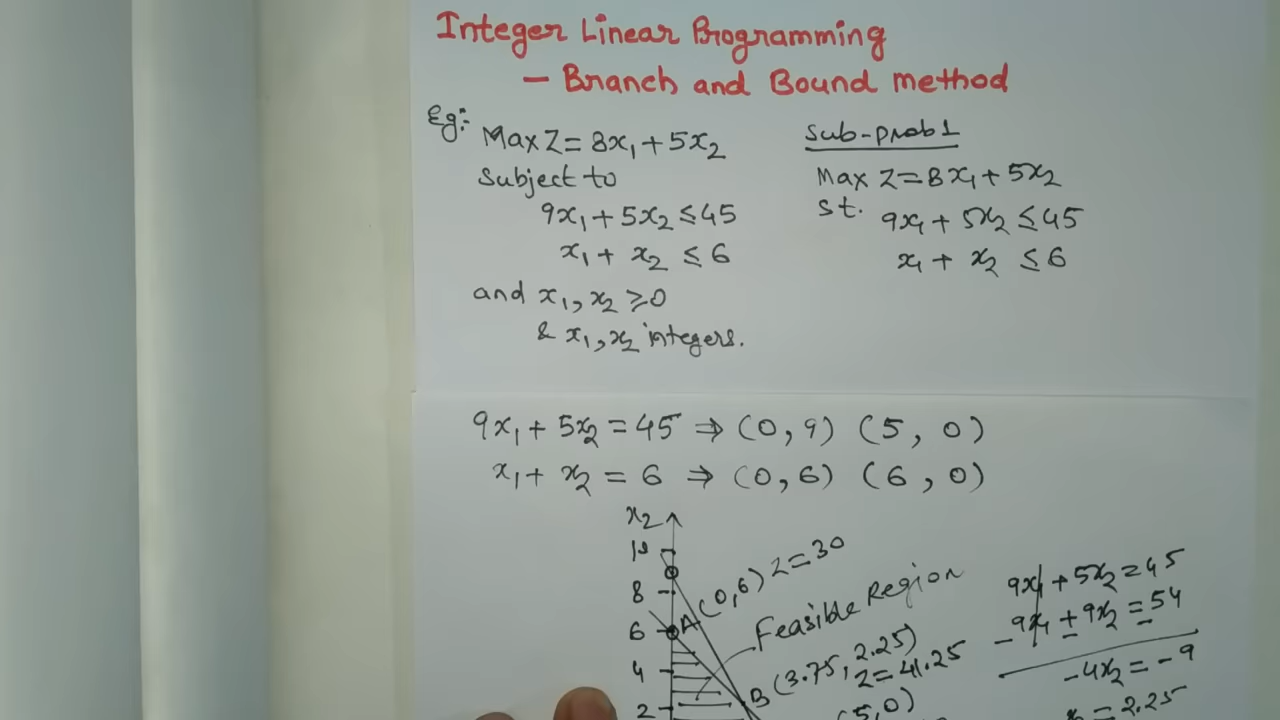 Integer Linear Programming
- Branch and Bound method
Eg:- Max Z = 8x₁ + 5x₂
Subject to
9x₁ + 5x₂ ≤ 45
x₁ + x₂ ≤ 6
and x₁, x₂ ≥ 0
& x₁, x₂ integers.
Sub-prob 1
Max Z = 8x₁ + 5x₂
St. 9x₁ + 5x₂ ≤ 45
x₁ + x₂ ≤ 6
9x₁ + 5x₂ = 45 ⇒ (0, 9) (5, 0)
x₁ + x₂ = 6 ⇒ (0, 6) (6, 0)
x₂
10
8
6
4
2
A (0,6) Z = 30
Feasible Region
B (3.75, 2.25)
Z = 41.25
(5,0)
9x₁ + 5x₂ = 45
- 9x₁ + 9x₂ = 54
-4x₂ = -9
= 2.25